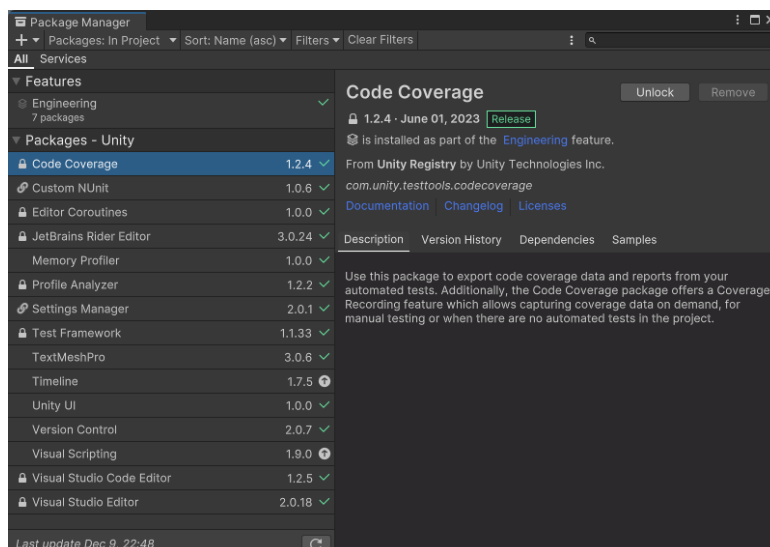 Package Manager
Packages: In Project Sort: Name (asc) Filters Clear Filters
All Services
Features
Engineering
7 packages
Packages - Unity
Code Coverage 1.2.4
Custom NUnit 1.0.6
Editor Coroutines 1.0.0
JetBrains Rider Editor 3.0.24
Memory Profiler 1.0.0
Profile Analyzer 1.2.2
Settings Manager 2.0.1
Test Framework 1.1.33
TextMeshPro 3.0.6
Timeline 1.7.5
Unity UI 1.0.0
Version Control 2.0.7
Visual Scripting 1.9.0
Visual Studio Code Editor 1.2.5
Visual Studio Editor 2.0.18
Last update Dec 9, 22:48
Code Coverage Unlock Remove
1.2.4 · June 01, 2023 Release
is installed as part of the Engineering feature.
From Unity Registry by Unity Technologies Inc.
com.unity.testtools.codecoverage
Documentation Changelog Licenses
Description Version History Dependencies Samples
Use this package to export code coverage data and reports from your
automated tests. Additionally, the Code Coverage package offers a Coverage
Recording feature which allows capturing coverage data on demand, for
manual testing or when there are no automated tests in the project.